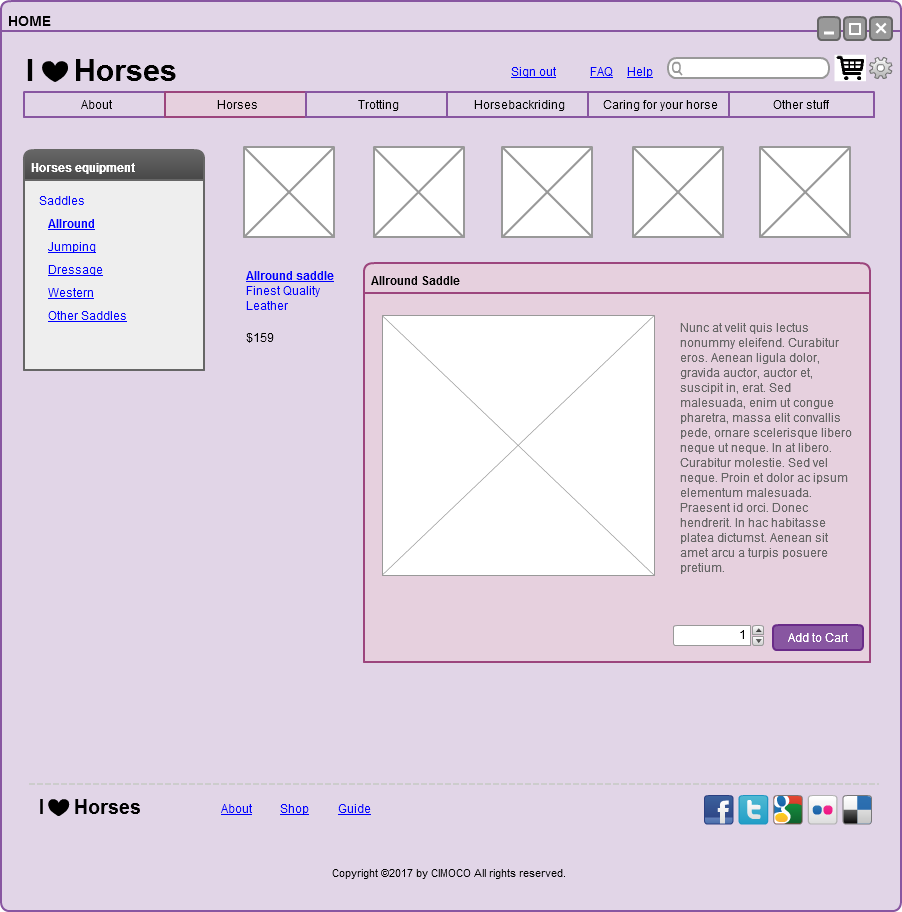 HOME
I ♥ Horses
Sign out
FAQ
Help
About
Horses
Trotting
Horsebackriding
Caring for your horse
Other stuff
Horses equipment
Saddles
Allround
Jumping
Dressage
Western
Other Saddles
Allround saddle
Finest Quality
Leather
$159
Allround Saddle
Nunc at velit quis lectus
nonummy eleifend. Curabitur
eros. Aenean ligula dolor,
gravida auctor, auctor et,
suscipit in, erat. Sed
malesuada, enim ut congue
pharetra, massa elit convallis
pede, ornare scelerisque libero
neque ut neque. In at libero.
Curabitur molestie. Sed vel
neque. Proin et dolor ac ipsum
elementum malesuada.
Praesent id orci. Donec
hendrerit. In hac habitasse
platea dictumst. Aenean sit
amet arcu a turpis posuere
pretium.
1
Add to Cart
I ♥ Horses
About
Shop
Guide
f
t
g
Copyright ©2017 by CIMOCO All rights reserved.